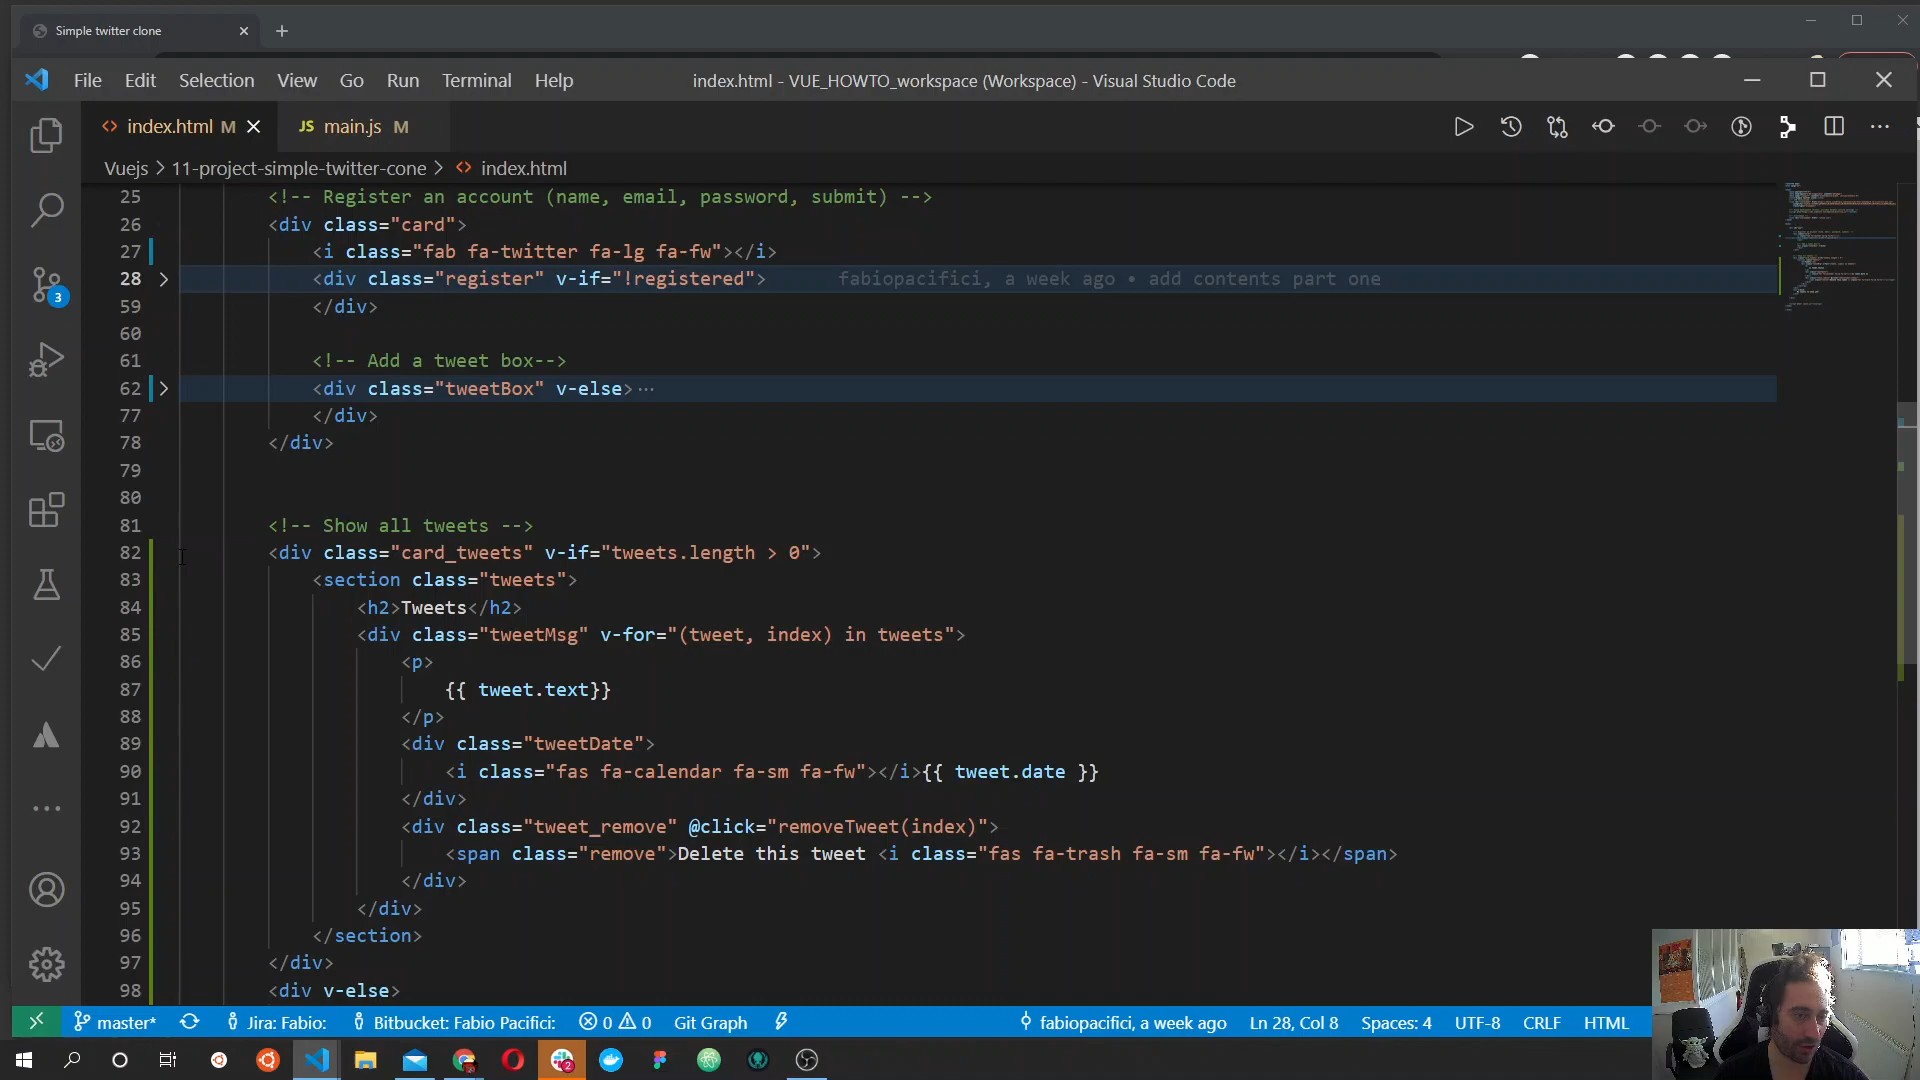 Simple twitter clone
File Edit Selection View Go Run Terminal Help
index.html - VUE_HOWTO_workspace (Workspace) - Visual Studio Code
index.html M
JS main.js M
Vuejs > 11-project-simple-twitter-cone > index.html
25 <!-- Register an account (name, email, password, submit) -->
26 <div class="card">
27 <i class="fab fa-twitter fa-lg fa-fw"></i>
28 <div class="register" v-if="!registered"> fabiopacifici, a week ago • add contents part one
59 </div>
60
61 <!-- Add a tweet box-->
62 <div class="tweetBox" v-else>⋯
77 </div>
78 </div>
79
80
81 <!-- Show all tweets -->
82 <div class="card_tweets" v-if="tweets.length > 0">
83 <section class="tweets">
84 <h2>Tweets</h2>
85 <div class="tweetMsg" v-for="(tweet, index) in tweets">
86 <p>
87 {{ tweet.text}}
88 </p>
89 <div class="tweetDate">
90 <i class="fas fa-calendar fa-sm fa-fw"></i>{{ tweet.date }}
91 </div>
92 <div class="tweet_remove" @click="removeTweet(index)">
93 <span class="remove">Delete this tweet <i class="fas fa-trash fa-sm fa-fw"></i></span>
94 </div>
95 </div>
96 </section>
97 </div>
98 <div v-else>
3
master* Jira: Fabio: Bitbucket: Fabio Pacifici: 0 0 Git Graph fabiopacifici, a week ago Ln 28, Col 8 Spaces: 4 UTF-8 CRLF HTML
2